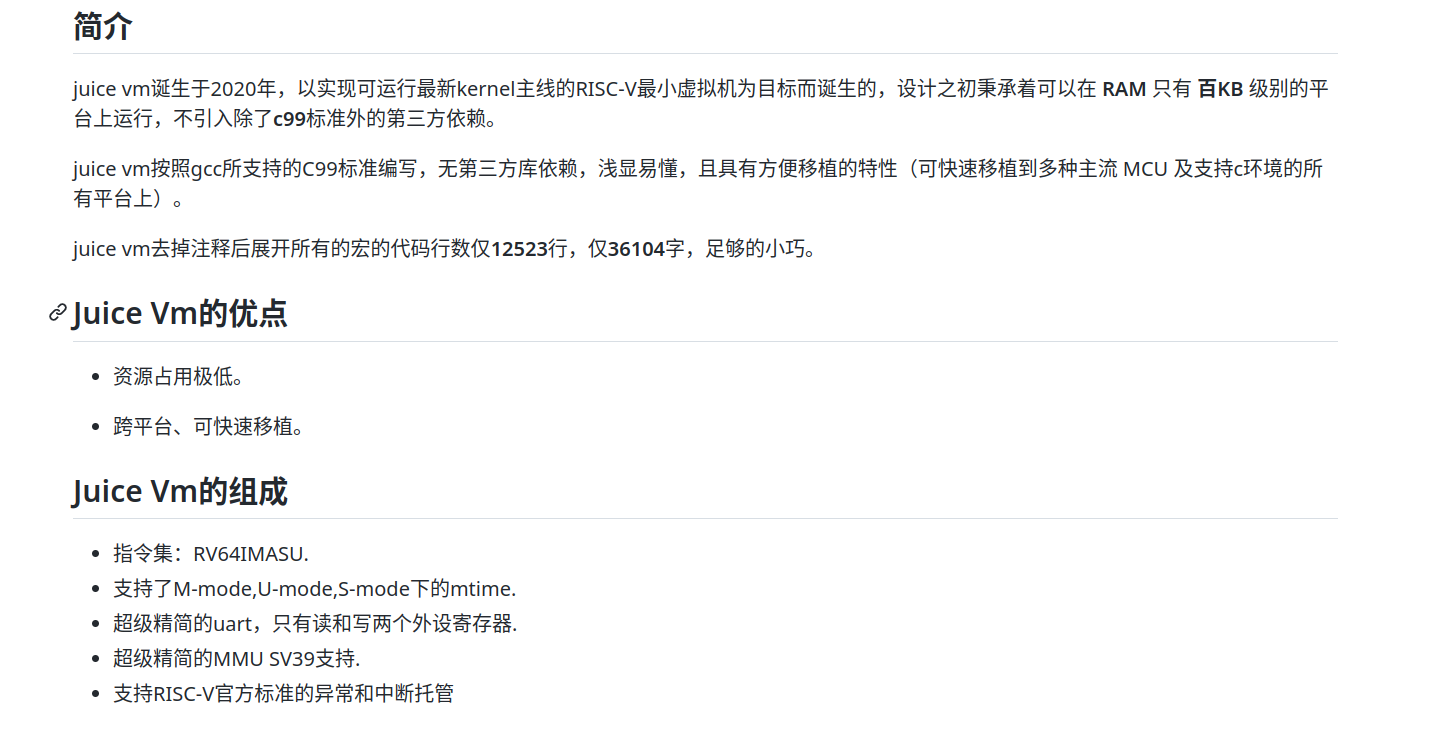 简介
juice vm诞生于2020年，以实现可运行最新kernel主线的RISC-V最小虚拟机为目标而诞生的，设计之初秉承着可以在 RAM 只有 百KB 级别的平
台上运行，不引入除了c99标准外的第三方依赖。
juice vm按照gcc所支持的C99标准编写，无第三方库依赖，浅显易懂，且具有方便移植的特性（可快速移植到多种主流 MCU 及支持c环境的所
有平台上）。
juice vm去掉注释后展开所有的宏的代码行数仅12523行，仅36104字，足够的小巧。
Juice Vm的优点
• 资源占用极低。
• 跨平台、可快速移植。
Juice Vm的组成
• 指令集：RV64IMASU.
• 支持了M-mode,U-mode,S-mode下的mtime.
• 超级精简的uart，只有读和写两个外设寄存器.
• 超级精简的MMU SV39支持.
• 支持RISC-V官方标准的异常和中断托管